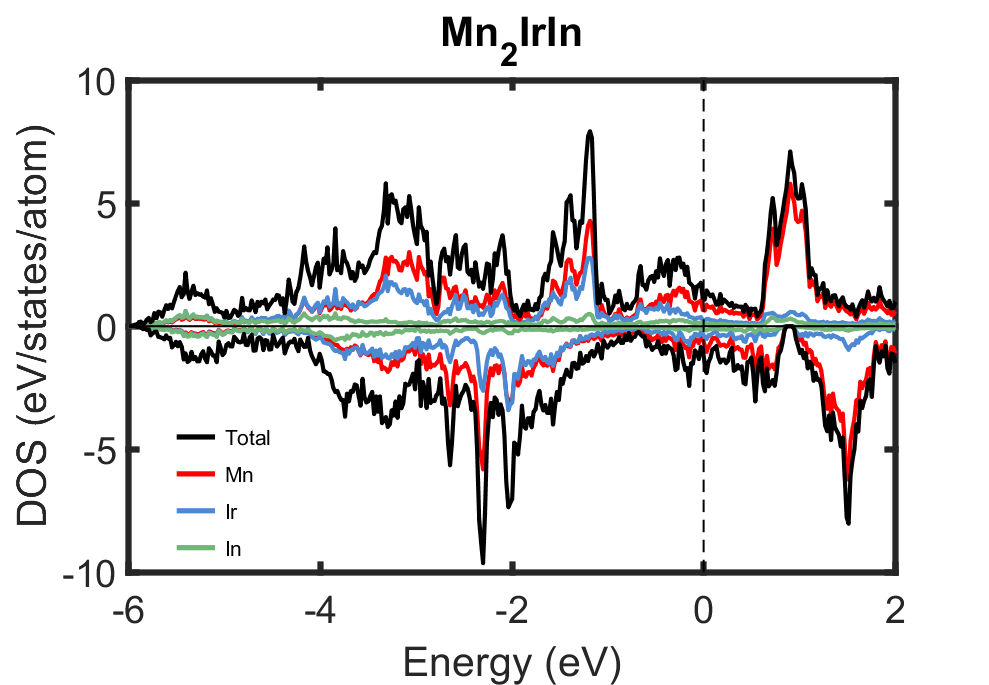 Mn2IrIn
10
5
0
-5
-10
DOS (eV/states/atom)
Total
Mn
Ir
In
-6 -4 -2 0 2
Energy (eV)